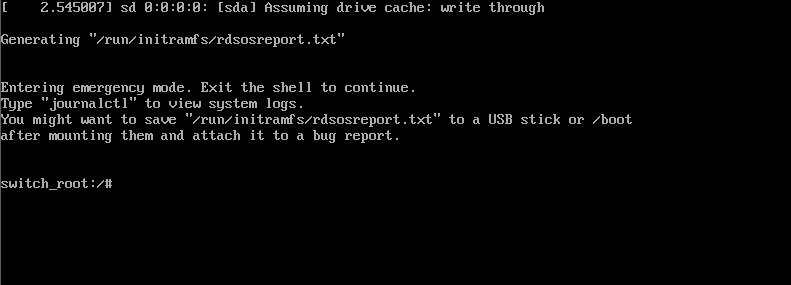 [    2.545007] sd 0:0:0:0: [sda] Assuming drive cache: write through
Generating "/run/initramfs/rdsosreport.txt"
Entering emergency mode. Exit the shell to continue.
Type "journalctl" to view system logs.
You might want to save "/run/initramfs/rdsosreport.txt" to a USB stick or /boot
after mounting them and attach it to a bug report.
switch_root:/#